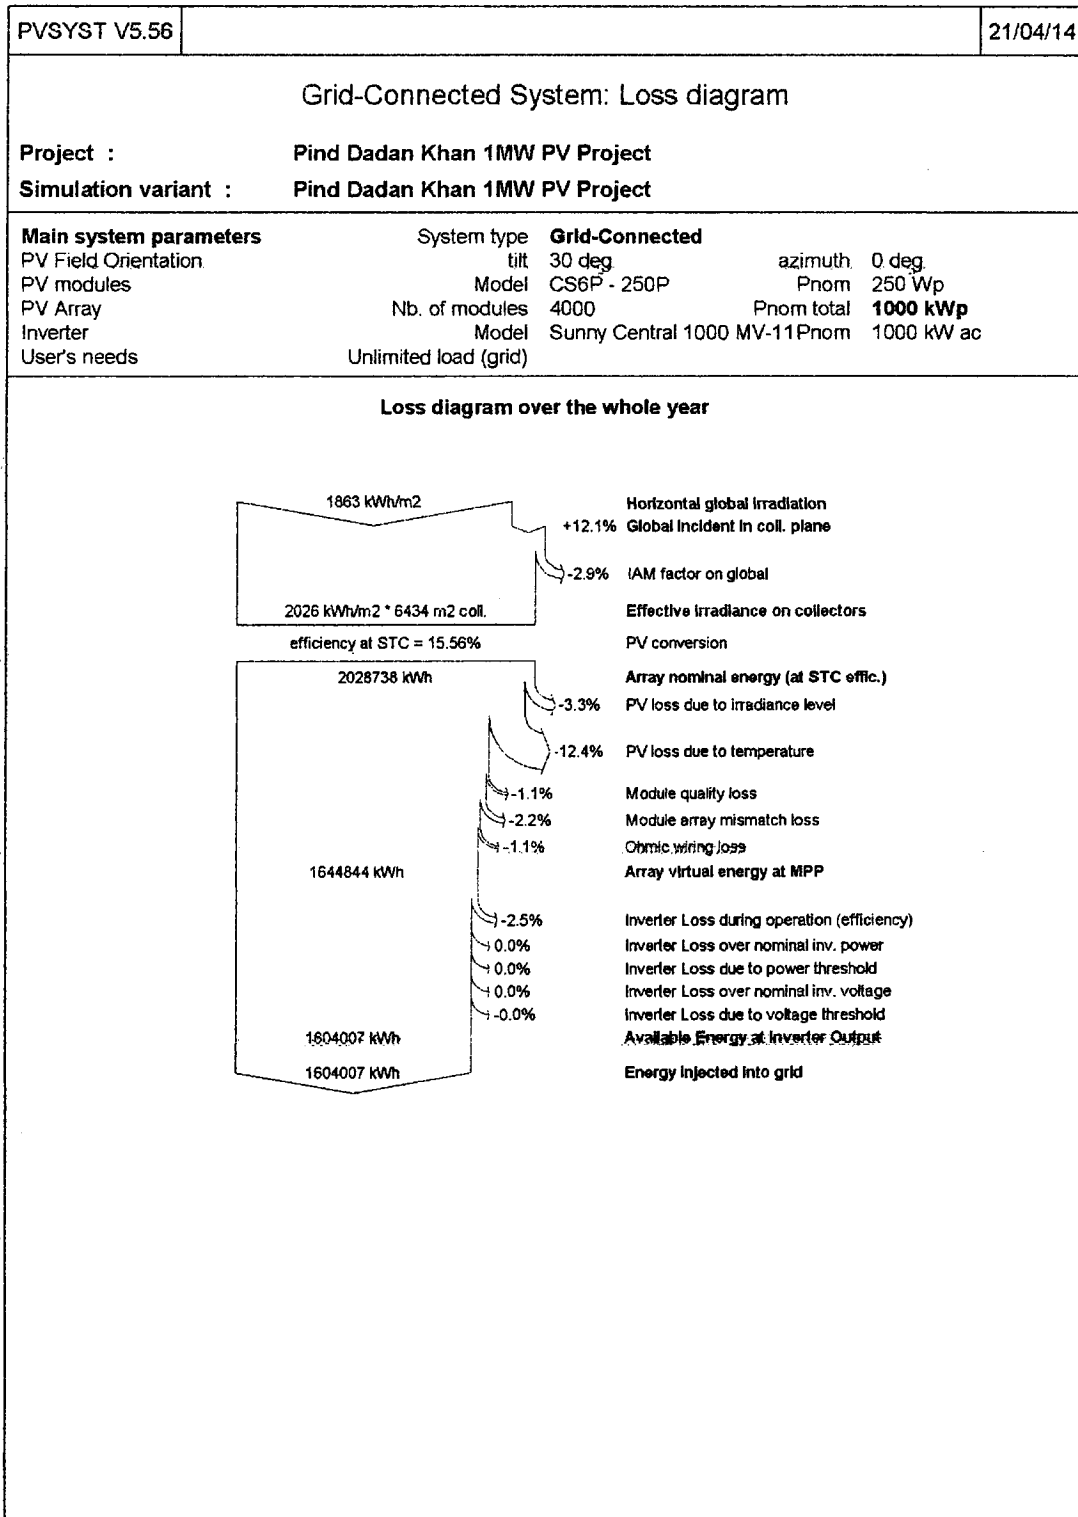 PVSYST V5.56 21/04/14
Grid-Connected System: Loss diagram
Project : Pind Dadan Khan 1MW PV Project
Simulation variant : Pind Dadan Khan 1MW PV Project
Main system parameters System type Grid-Connected
PV Field Orientation tilt 30 deg. azimuth 0 deg.
PV modules Model CS6P - 250P Pnom 250 Wp
PV Array Nb. of modules 4000 Pnom total 1000 kWp
Inverter Model Sunny Central 1000 MV-11 Pnom 1000 kW ac
User's needs Unlimited load (grid)
Loss diagram over the whole year
1863 kWh/m2 Horizontal global irradiation
+12.1% Global incident in coll. plane
-2.9% IAM factor on global
2026 kWh/m2 * 6434 m2 coll. Effective irradiance on collectors
efficiency at STC = 15.56% PV conversion
2028738 kWh Array nominal energy (at STC effic.)
-3.3% PV loss due to irradiance level
-12.4% PV loss due to temperature
-1.1% Module quality loss
-2.2% Module array mismatch loss
-1.1% Ohmic wiring loss
1644844 kWh Array virtual energy at MPP
-2.5% Inverter Loss during operation (efficiency)
0.0% Inverter Loss over nominal inv. power
0.0% Inverter Loss due to power threshold
0.0% Inverter Loss over nominal inv. voltage
-0.0% Inverter Loss due to voltage threshold
1604007 kWh Available Energy at Inverter Output
1604007 kWh Energy injected into grid